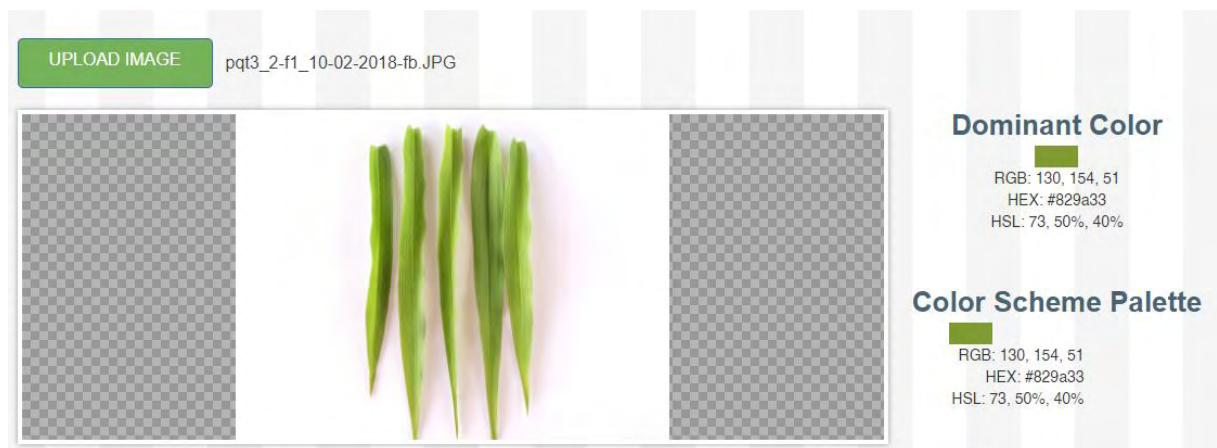 UPLOAD IMAGE pqt3_2-f1_10-02-2018-fb.JPG
Dominant Color
RGB: 130, 154, 51
HEX: #829a33
HSL: 73, 50%, 40%
Color Scheme Palette
RGB: 130, 154, 51
HEX: #829a33
HSL: 73, 50%, 40%